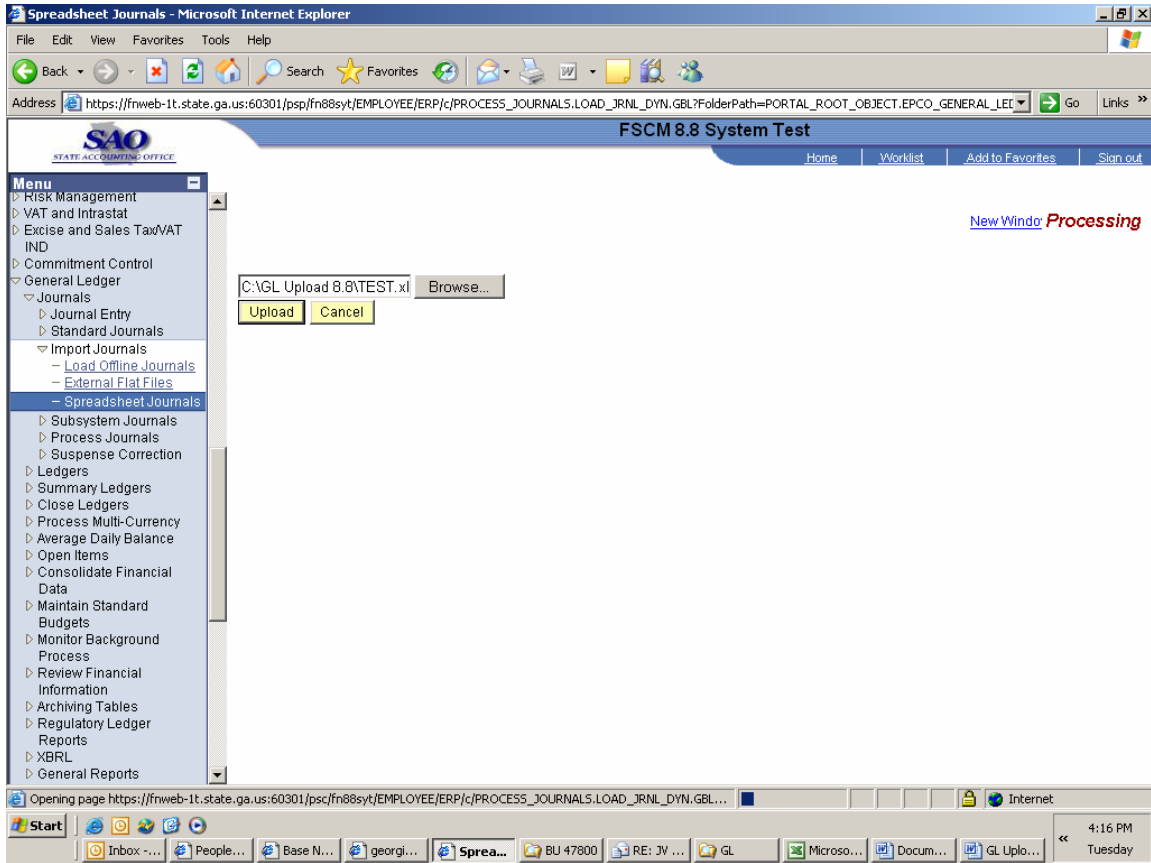 Spreadsheet Journals - Microsoft Internet Explorer
File Edit View Favorites Tools Help
Back Search Favorites
Address https://fnweb-1t.state.ga.us:60301/psp/fn88syt/EMPLOYEE/ERP/c/PROCESS_JOURNALS.LOAD_JRNL_DYN.GBL?FolderPath=PORTAL_ROOT_OBJECT.EPCO_GENERAL_LED Go Links »
SAO
STATE ACCOUNTING OFFICE
FSCM 8.8 System Test
Home Worklist Add to Favorites Sign out
Menu
Risk Management
VAT and Intrastat
Excise and Sales Tax/VAT
IND
Commitment Control
General Ledger
Journals
Journal Entry
Standard Journals
Import Journals
– Load Offline Journals
– External Flat Files
– Spreadsheet Journals
Subsystem Journals
Process Journals
Suspense Correction
Ledgers
Summary Ledgers
Close Ledgers
Process Multi-Currency
Average Daily Balance
Open Items
Consolidate Financial
Data
Maintain Standard
Budgets
Monitor Background
Process
Review Financial
Information
Archiving Tables
Regulatory Ledger
Reports
XBRL
General Reports
New Windo Processing
C:\GL Upload 8.8\TEST.xl Browse...
Upload Cancel
Opening page https://fnweb-1t.state.ga.us:60301/psc/fn88syt/EMPLOYEE/ERP/c/PROCESS_JOURNALS.LOAD_JRNL_DYN.GBL... Internet
Start
Inbox -... People... Base N... georgi... Sprea... BU 47800 RE: JV ... GL Microso... Docum... GL Uplo... «
4:16 PM
Tuesday